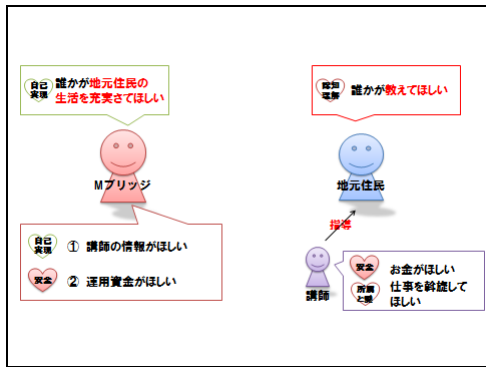 自己
実現
誰かが地元住民の
生活を充実さてほしい
認知
理解
誰かが教えてほしい
Mブリッジ
地元住民
自己
実現
① 講師の情報がほしい
安全
② 運用資金がほしい
指導
講師
安全
お金がほしい
所属
と愛
仕事を斡旋して
ほしい